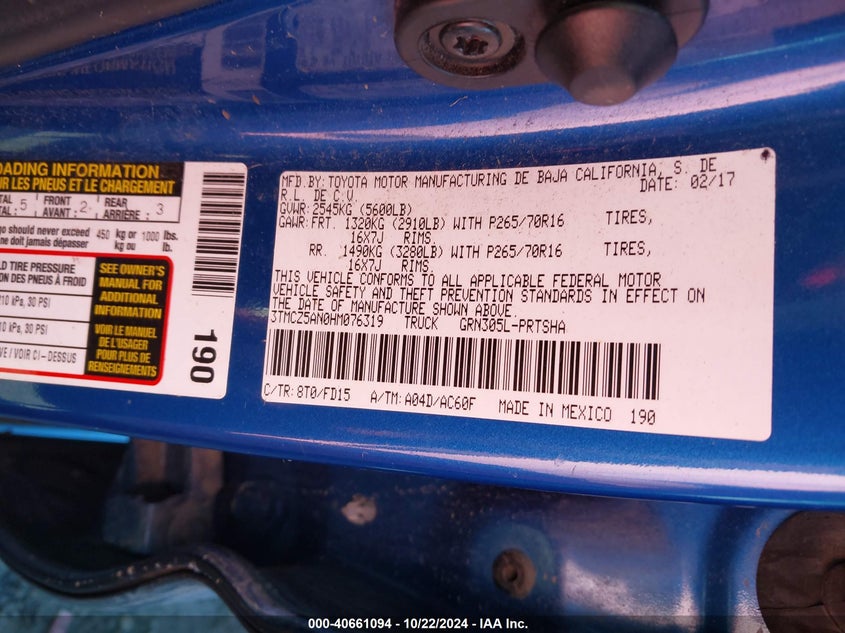 OADING INFORMATION
UR LES PNEUS ET LE CHARGEMENT
TAL 5 FRONT AVANT: 2 REAR ARRIÈRE: 3
go should never exceed 450 kg or 1000 lbs.
ne doit jamais dépasser kg ou lb.
LD TIRE PRESSURE
ON DES PNEUS À FROID
210 kPa, 30 PSI
210 kPa, 30 PSI
VE / VOIR CI-DESSUS
SEE OWNER'S
MANUAL FOR
ADDITIONAL
INFORMATION
VOIR LE MANUEL
DE L'USAGER
POUR PLUS DE
RENSEIGNEMENTS
190
MFD.BY: TOYOTA MOTOR MANUFACTURING DE BAJA CALIFORNIA, S. DE
R.L. DE C.V. DATE: 02/17
GVWR: 2545KG (5600LB)
GAWR: FRT. 1320KG (2910LB) WITH P265/70R16 TIRES,
16X7J RIMS.
RR. 1490KG (3280LB) WITH P265/70R16 TIRES,
16X7J RIMS.
THIS VEHICLE CONFORMS TO ALL APPLICABLE FEDERAL MOTOR
VEHICLE SAFETY AND THEFT PREVENTION STANDARDS IN EFFECT ON
THE DATE OF MANUFACTURE SHOWN ABOVE.
3TMCZ5AN0HM076319 TRUCK GRN305L-PRTSHA
C/TR: 8T0/FD15 A/TM: A04D/AC60F MADE IN MEXICO 190
000-40661094 - 10/22/2024 - IAA Inc.